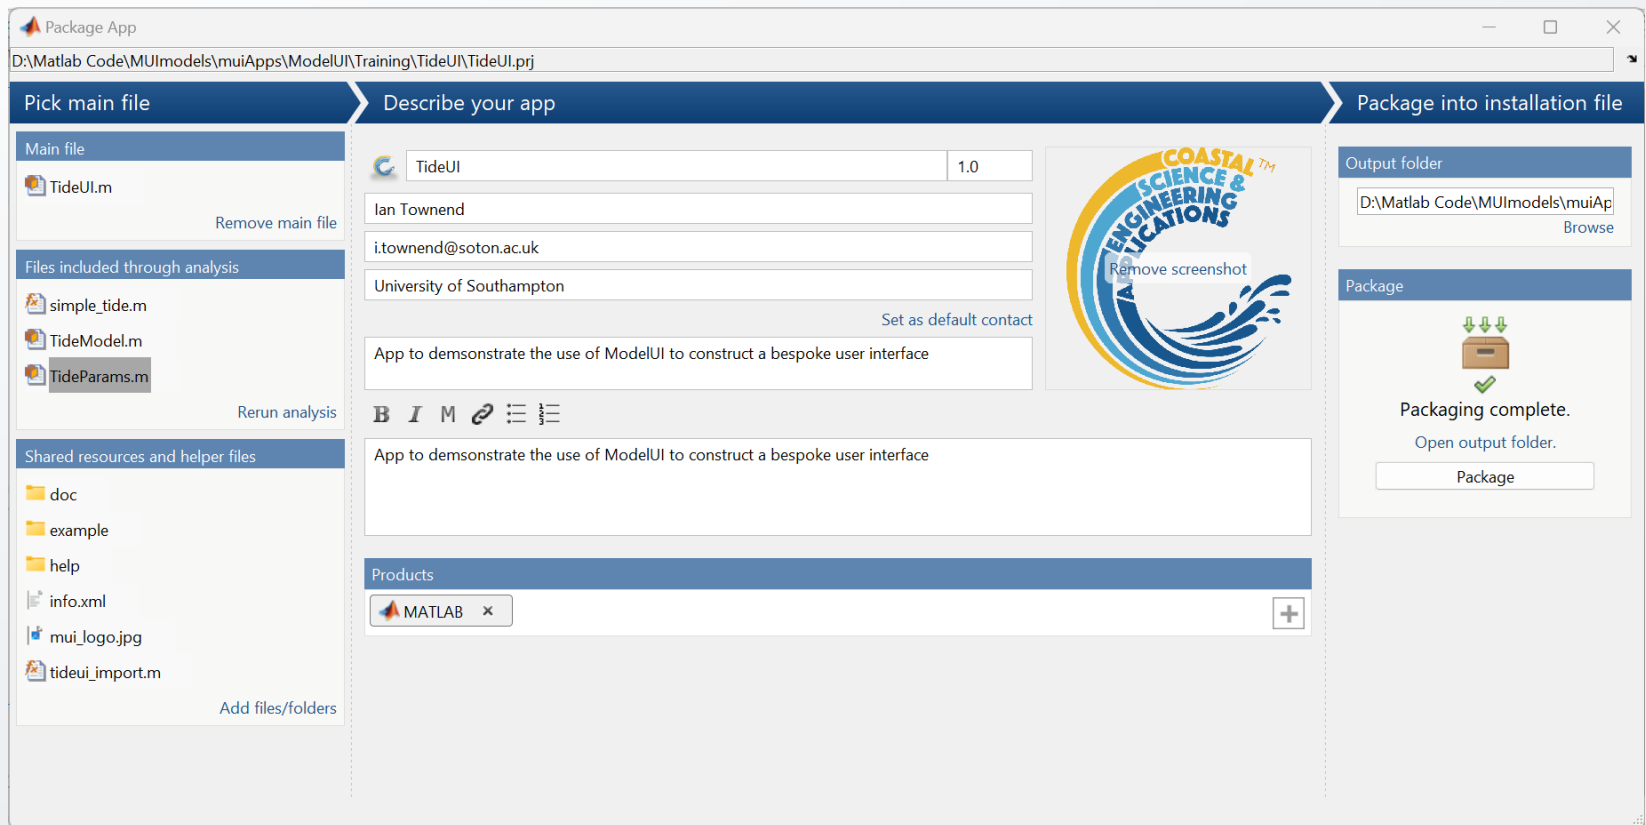 Package App
D:\Matlab Code\MUImodels\muiApps\ModelUI\Training\TideUI\TideUI.prj
Pick main file
Describe your app
Package into installation file
Main file
TideUI.m
Remove main file
Files included through analysis
simple_tide.m
TideModel.m
TideParams.m
Rerun analysis
Shared resources and helper files
doc
example
help
info.xml
mui_logo.jpg
tideui_import.m
Add files/folders
TideUI
1.0
Ian Townend
i.townend@soton.ac.uk
University of Southampton
Set as default contact
App to demsonstrate the use of ModelUI to construct a bespoke user interface
COASTAL™
SCIENCE &
ENGINEERING
APPLICATIONS
Remove screenshot
B I M
App to demsonstrate the use of ModelUI to construct a bespoke user interface
Products
MATLAB
Output folder
D:\Matlab Code\MUImodels\muiAp
Browse
Package
Packaging complete.
Open output folder.
Package